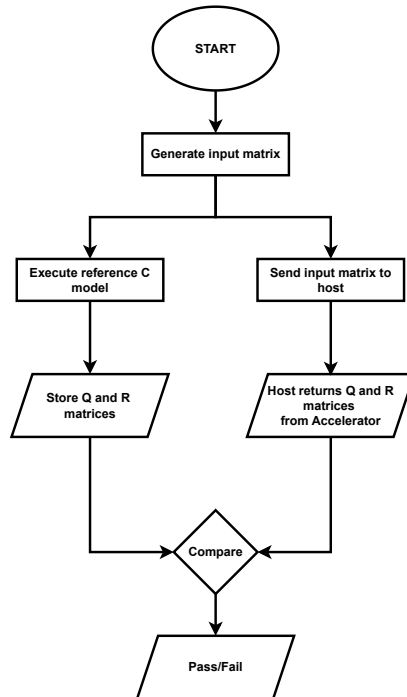 START
Generate input matrix
Execute reference C
model
Send input matrix to
host
Store Q and R
matrices
Host returns Q and R
matrices
from Accelerator
Compare
Pass/Fail